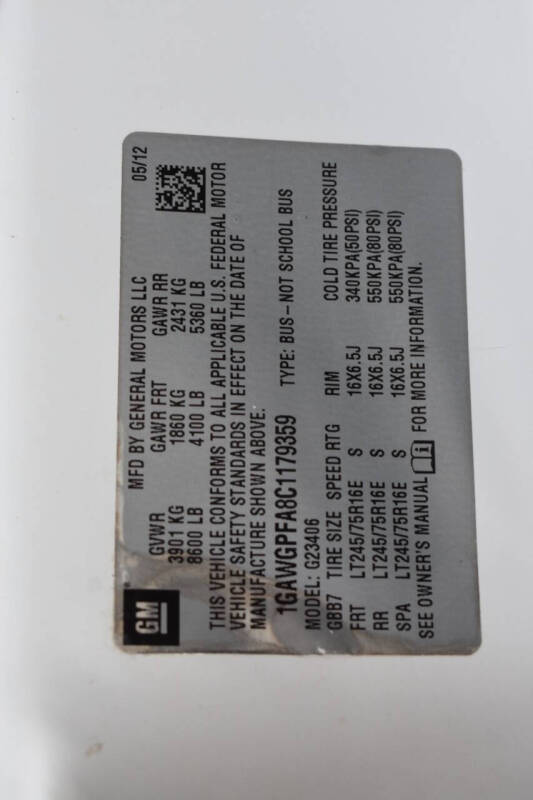 GM
MFD BY GENERAL MOTORS LLC 05/12
GVWR GAWR FRT GAWR RR
3901 KG 1860 KG 2431 KG
8600 LB 4100 LB 5360 LB
THIS VEHICLE CONFORMS TO ALL APPLICABLE U.S. FEDERAL MOTOR
VEHICLE SAFETY STANDARDS IN EFFECT ON THE DATE OF
MANUFACTURE SHOWN ABOVE.
1GAWGPFA8C1179359 TYPE: BUS – NOT SCHOOL BUS
MODEL: G23406
GBB7 TIRE SIZE SPEED RTG RIM COLD TIRE PRESSURE
FRT LT245/75R16E S 16X6.5J 340KPA(50PSI)
RR LT245/75R16E S 16X6.5J 550KPA(80PSI)
SPA LT245/75R16E S 16X6.5J 550KPA(80PSI)
SEE OWNER'S MANUAL FOR MORE INFORMATION.